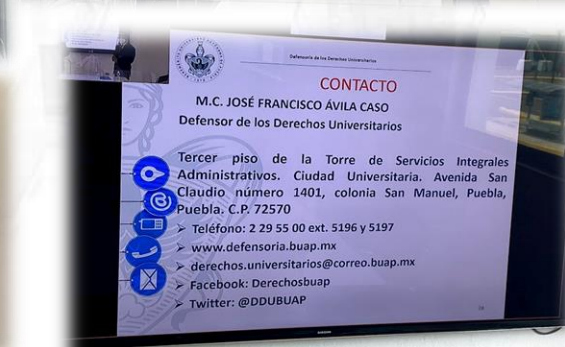 Defensoría de los Derechos Universitarios
CONTACTO
M.C. JOSÉ FRANCISCO ÁVILA CASO
Defensor de los Derechos Universitarios
Tercer piso de la Torre de Servicios Integrales
Administrativos. Ciudad Universitaria. Avenida San
Claudio número 1401, colonia San Manuel, Puebla,
Puebla. C.P. 72570
➢ Teléfono: 2 29 55 00 ext. 5196 y 5197
➢ www.defensoria.buap.mx
➢ derechos.universitarios@correo.buap.mx
➢ Facebook: Derechosbuap
➢ Twitter: @DDUBUAP